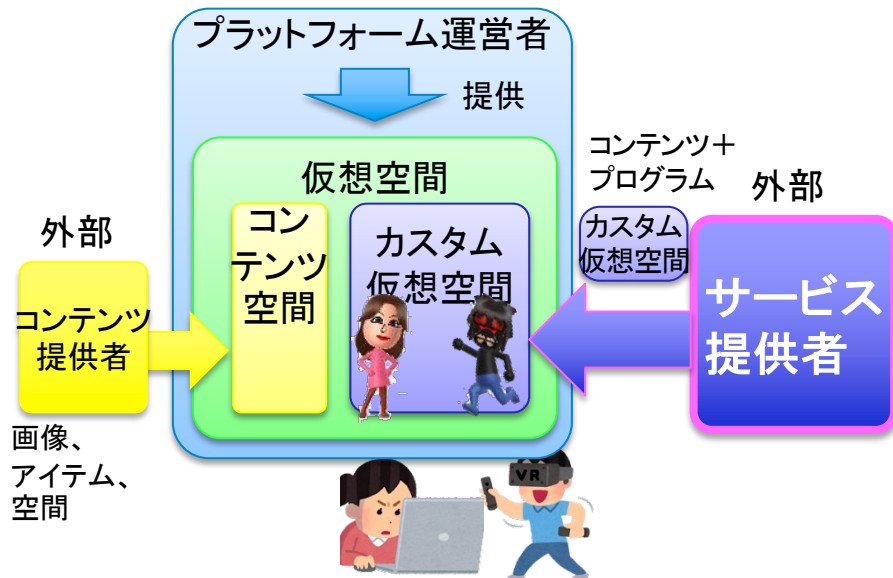 プラットフォーム運営者
提供
仮想空間
コン
テンツ
空間
カスタム
仮想空間
外部
コンテンツ
提供者
画像、
アイテム、
空間
コンテンツ＋
プログラム
カスタム
仮想空間
外部
サービス
提供者
VR